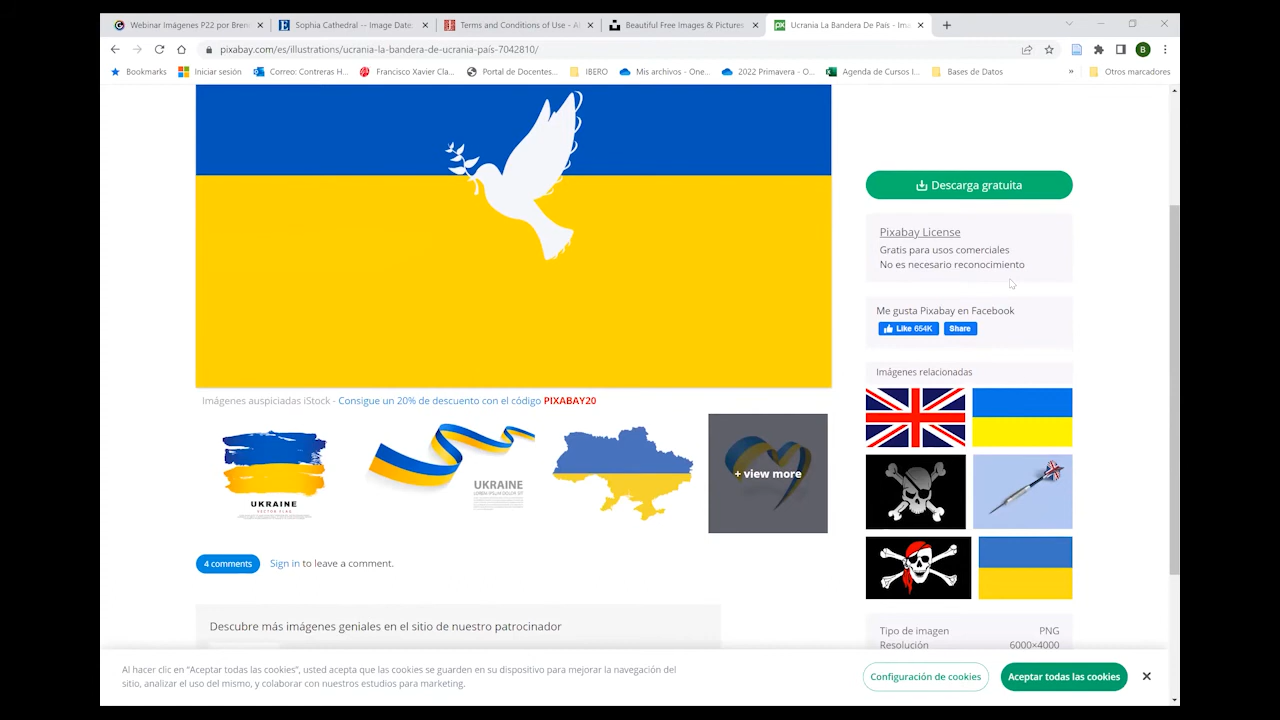 Webinar Imágenes P22 por Bren
Sophia Cathedral -- Image Date:
Terms and Conditions of Use - A
Beautiful Free Images & Pictures
Ucrania La Bandera De País - Ima
pixabay.com/es/illustrations/ucrania-la-bandera-de-ucrania-país-7042810/
B
Bookmarks
Iniciar sesión
Correo: Contreras H...
Francisco Xavier Cla...
Portal de Docentes...
IBERO
Mis archivos - One...
2022 Primavera - O...
Agenda de Cursos I...
Bases de Datos
»
Otros marcadores
Descarga gratuita
Pixabay License
Gratis para usos comerciales
No es necesario reconocimiento
Me gusta Pixabay en Facebook
Like 654K
Share
Imágenes auspiciadas iStock - Consigue un 20% de descuento con el código PIXABAY20
UKRAINE
VECTOR FLAG
UKRAINE
+ view more
Imágenes relacionadas
4 comments
Sign in to leave a comment.
Descubre más imágenes geniales en el sitio de nuestro patrocinador
Tipo de imagen PNG
Resolución 6000×4000
Al hacer clic en "Aceptar todas las cookies", usted acepta que las cookies se guarden en su dispositivo para mejorar la navegación del
sitio, analizar el uso del mismo, y colaborar con nuestros estudios para marketing.
Configuración de cookies
Aceptar todas las cookies